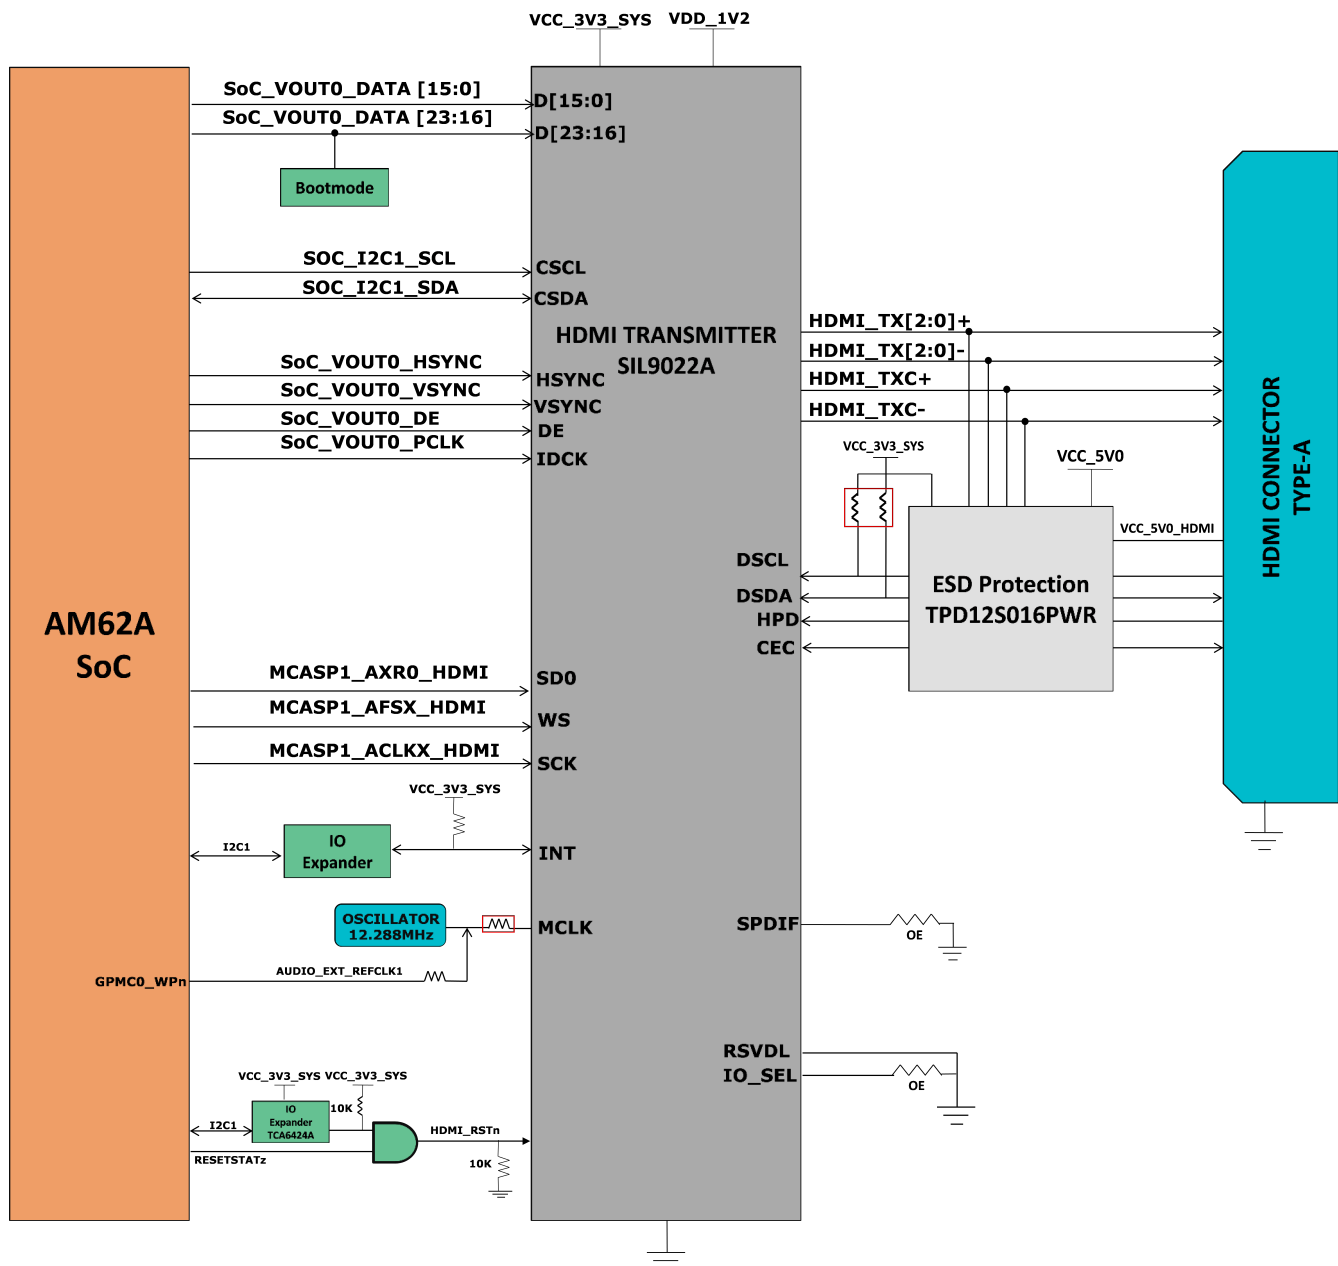 VCC_3V3_SYS
VDD_1V2
SoC_VOUT0_DATA [15:0]
D[15:0]
SoC_VOUT0_DATA [23:16]
D[23:16]
Bootmode
SOC_I2C1_SCL
CSCL
SOC_I2C1_SDA
CSDA
HDMI TRANSMITTER
SIL9022A
SoC_VOUT0_HSYNC
HSYNC
SoC_VOUT0_VSYNC
VSYNC
SoC_VOUT0_DE
DE
SoC_VOUT0_PCLK
IDCK
HDMI_TX[2:0]+
HDMI_TX[2:0]-
HDMI_TXC+
HDMI_TXC-
VCC_3V3_SYS
VCC_5V0
VCC_5V0_HDMI
HDMI CONNECTOR
TYPE-A
DSCL
DSDA
HPD
CEC
ESD Protection
TPD12S016PWR
AM62A
SoC
MCASP1_AXR0_HDMI
SD0
MCASP1_AFSX_HDMI
WS
MCASP1_ACLKX_HDMI
SCK
VCC_3V3_SYS
I2C1
IO
Expander
INT
OSCILLATOR
12.288MHz
MCLK
SPDIF
OE
GPMC0_WPn
AUDIO_EXT_REFCLK1
RSVDL
IO_SEL
OE
VCC_3V3_SYS
VCC_3V3_SYS
I2C1
IO
Expander
TCA6424A
10K
HDMI_RSTn
RESETSTATz
10K